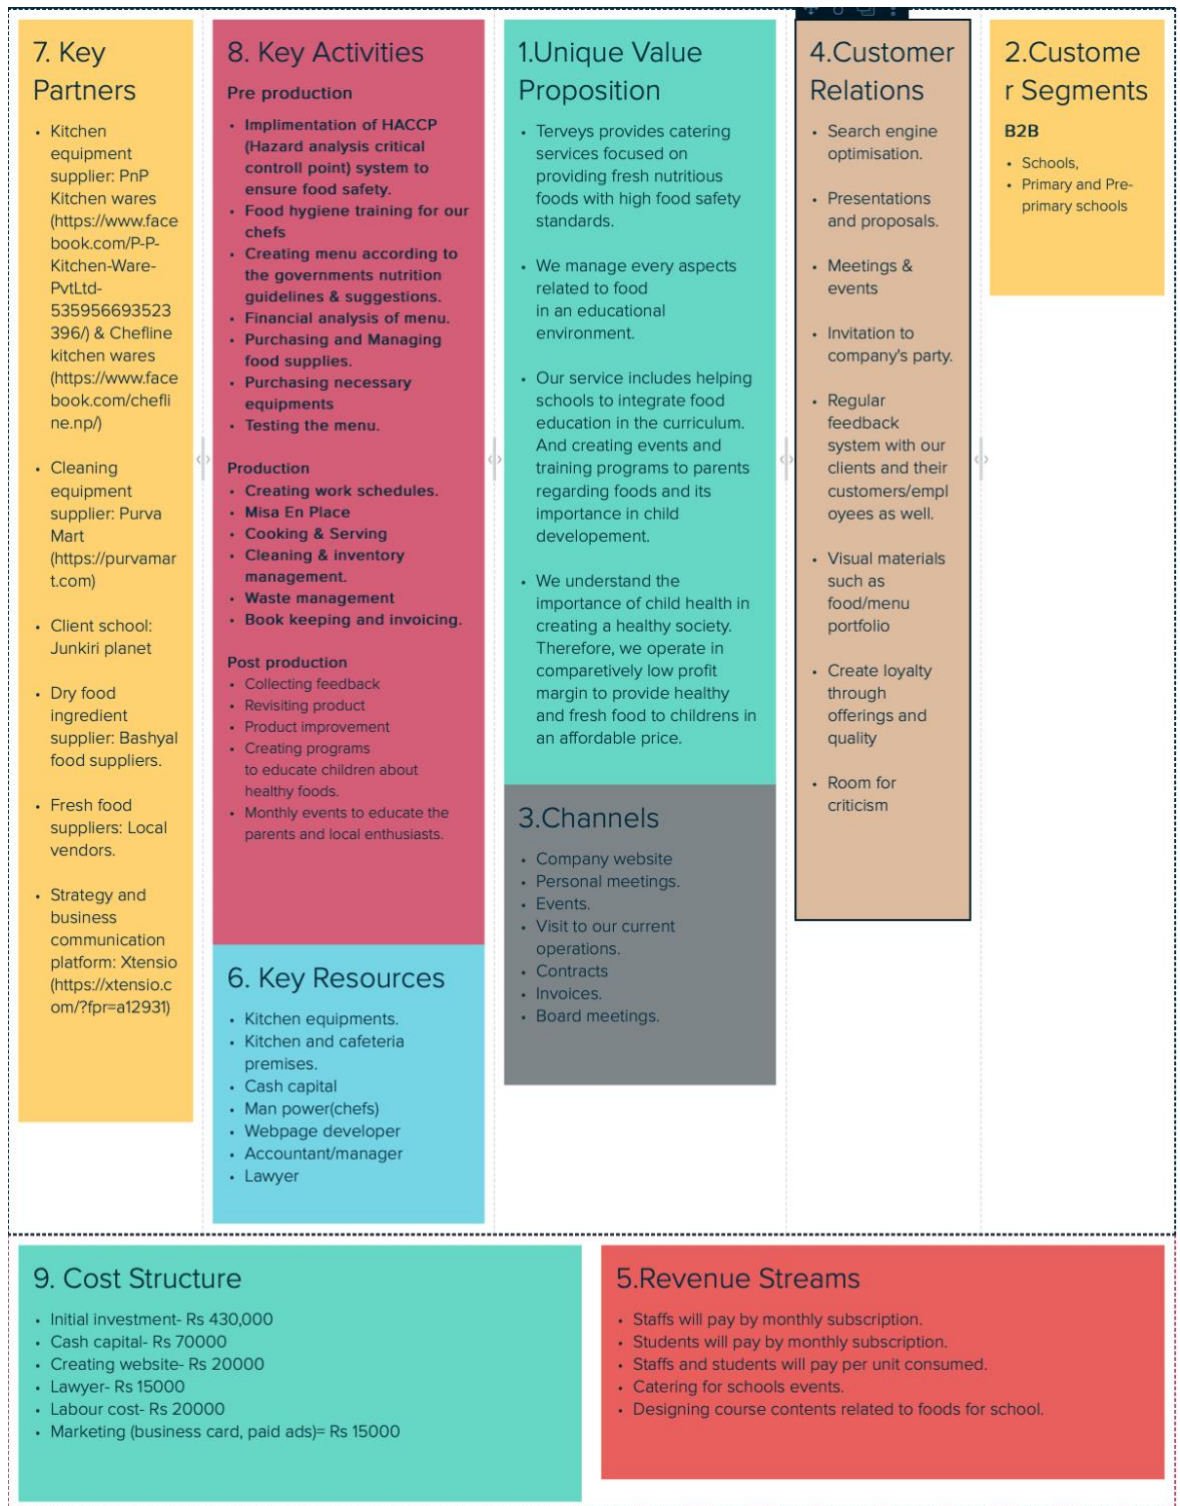 7. Key
Partners
• Kitchen
equipment
supplier: PnP
Kitchen wares
(https://www.face
book.com/P-P-
Kitchen-Ware-
PvtLtd-
535956693523
396/) & Chefline
kitchen wares
(https://www.face
book.com/chefli
ne.np/)
• Cleaning
equipment
supplier: Purva
Mart
(https://purvamar
t.com)
• Client school:
Junkiri planet
• Dry food
ingredient
supplier: Bashyal
food suppliers.
• Fresh food
suppliers: Local
vendors.
• Strategy and
business
communication
platform: Xtensio
(https://xtensio.c
om/?fpr=a12931)
8. Key Activities
Pre production
• Implimentation of HACCP
(Hazard analysis critical
controll point) system to
ensure food safety.
• Food hygiene training for our
chefs
• Creating menu according to
the governments nutrition
guidelines & suggestions.
• Financial analysis of menu.
• Purchasing and Managing
food supplies.
• Purchasing necessary
equipments
• Testing the menu.
Production
• Creating work schedules.
• Misa En Place
• Cooking & Serving
• Cleaning & inventory
management.
• Waste management
• Book keeping and invoicing.
Post production
• Collecting feedback
• Revisiting product
• Product improvement
• Creating programs
to educate children about
healthy foods.
• Monthly events to educate the
parents and local enthusiasts.
6. Key Resources
• Kitchen equipments.
• Kitchen and cafeteria
premises.
• Cash capital
• Man power(chefs)
• Webpage developer
• Accountant/manager
• Lawyer
1.Unique Value
Proposition
• Terveys provides catering
services focused on
providing fresh nutritious
foods with high food safety
standards.
• We manage every aspects
related to food
in an educational
environment.
• Our service includes helping
schools to integrate food
education in the curriculum.
And creating events and
training programs to parents
regarding foods and its
importance in child
developement.
• We understand the
importance of child health in
creating a healthy society.
Therefore, we operate in
comparetively low profit
margin to provide healthy
and fresh food to childrens in
an affordable price.
3.Channels
• Company website
• Personal meetings.
• Events.
• Visit to our current
operations.
• Contracts
• Invoices.
• Board meetings.
4.Customer
Relations
• Search engine
optimisation.
• Presentations
and proposals.
• Meetings &
events
• Invitation to
company's party.
• Regular
feedback
system with our
clients and their
customers/empl
oyees as well.
• Visual materials
such as
food/menu
portfolio
• Create loyalty
through
offerings and
quality
• Room for
criticism
2.Custome
r Segments
B2B
• Schools,
• Primary and Pre-
primary schools
9. Cost Structure
• Initial investment- Rs 430,000
• Cash capital- Rs 70000
• Creating website- Rs 20000
• Lawyer- Rs 15000
• Labour cost- Rs 20000
• Marketing (business card, paid ads)= Rs 15000
5.Revenue Streams
• Staffs will pay by monthly subscription.
• Students will pay by monthly subscription.
• Staffs and students will pay per unit consumed.
• Catering for schools events.
• Designing course contents related to foods for school.